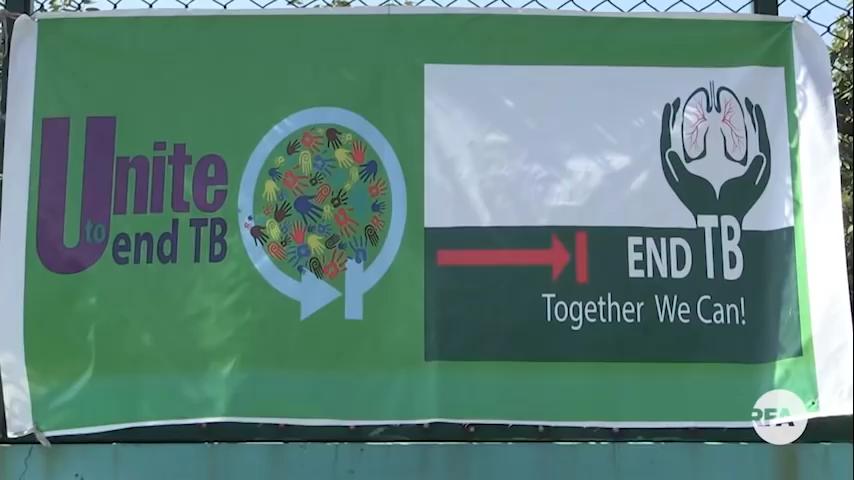 Unite
to
end TB
END TB
Together We Can!
RFA